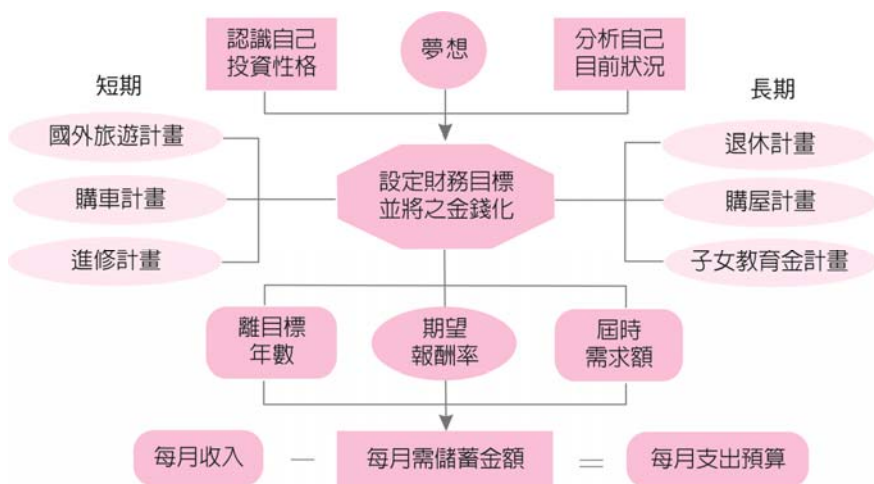 認識自己
投資性格
夢想
分析自己
目前狀況
短期
長期
國外旅遊計畫
購車計畫
進修計畫
設定財務目標
並將之金錢化
退休計畫
購屋計畫
子女教育金計畫
離目標
年數
期望
報酬率
屆時
需求額
每月收入
—
每月需儲蓄金額
=
每月支出預算